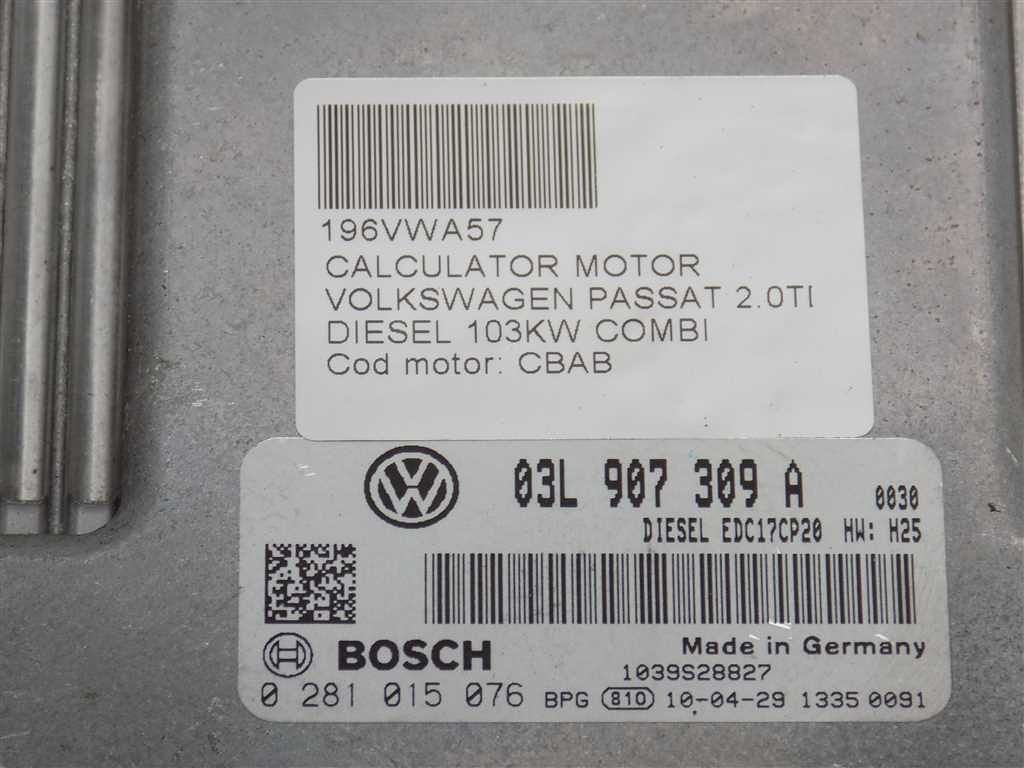 196VWA57
CALCULATOR MOTOR
VOLKSWAGEN PASSAT 2.0TI
DIESEL 103KW COMBI
Cod motor: CBAB
03L 907 309 A 0030
DIESEL EDC17CP20 HW: H25
BOSCH Made in Germany
1039S28827
0 281 015 076 BPG 810 10-04-29 1335 0091